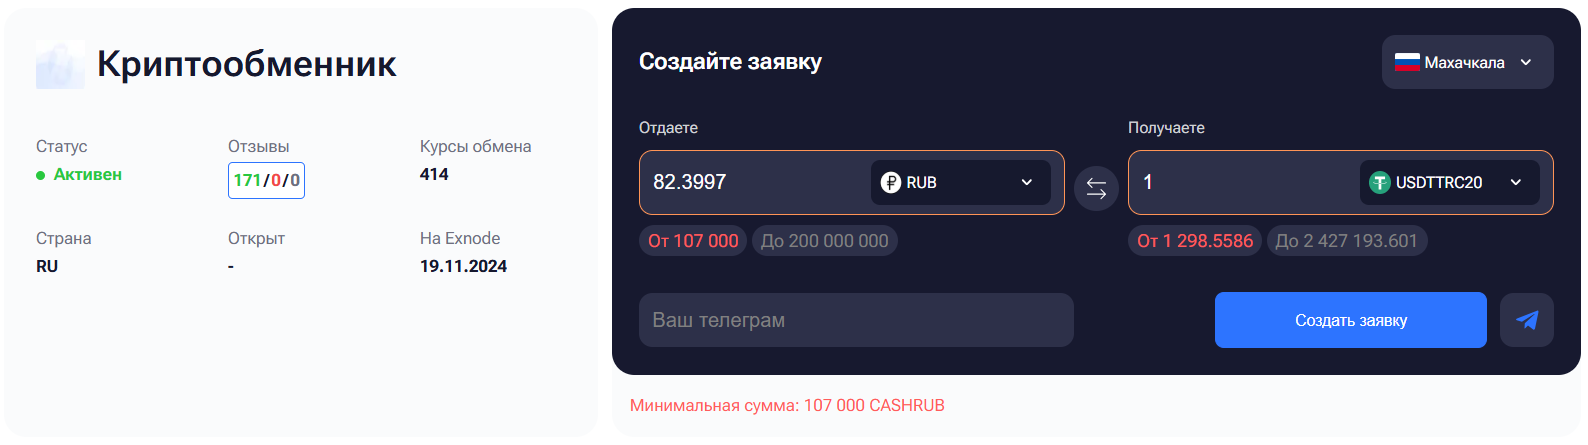 Криптообменник
Статус
Отзывы
Курсы обмена
Активен
171/0/0
414
Страна
Открыт
На Exnode
RU
-
19.11.2024
Создайте заявку
Махачкала
Отдаете
Получаете
82.3997
RUB
1
USDTTRC20
От 107 000
До 200 000 000
От 1 298.5586
До 2 427 193.601
Ваш телеграм
Создать заявку
Минимальная сумма: 107 000 CASHRUB